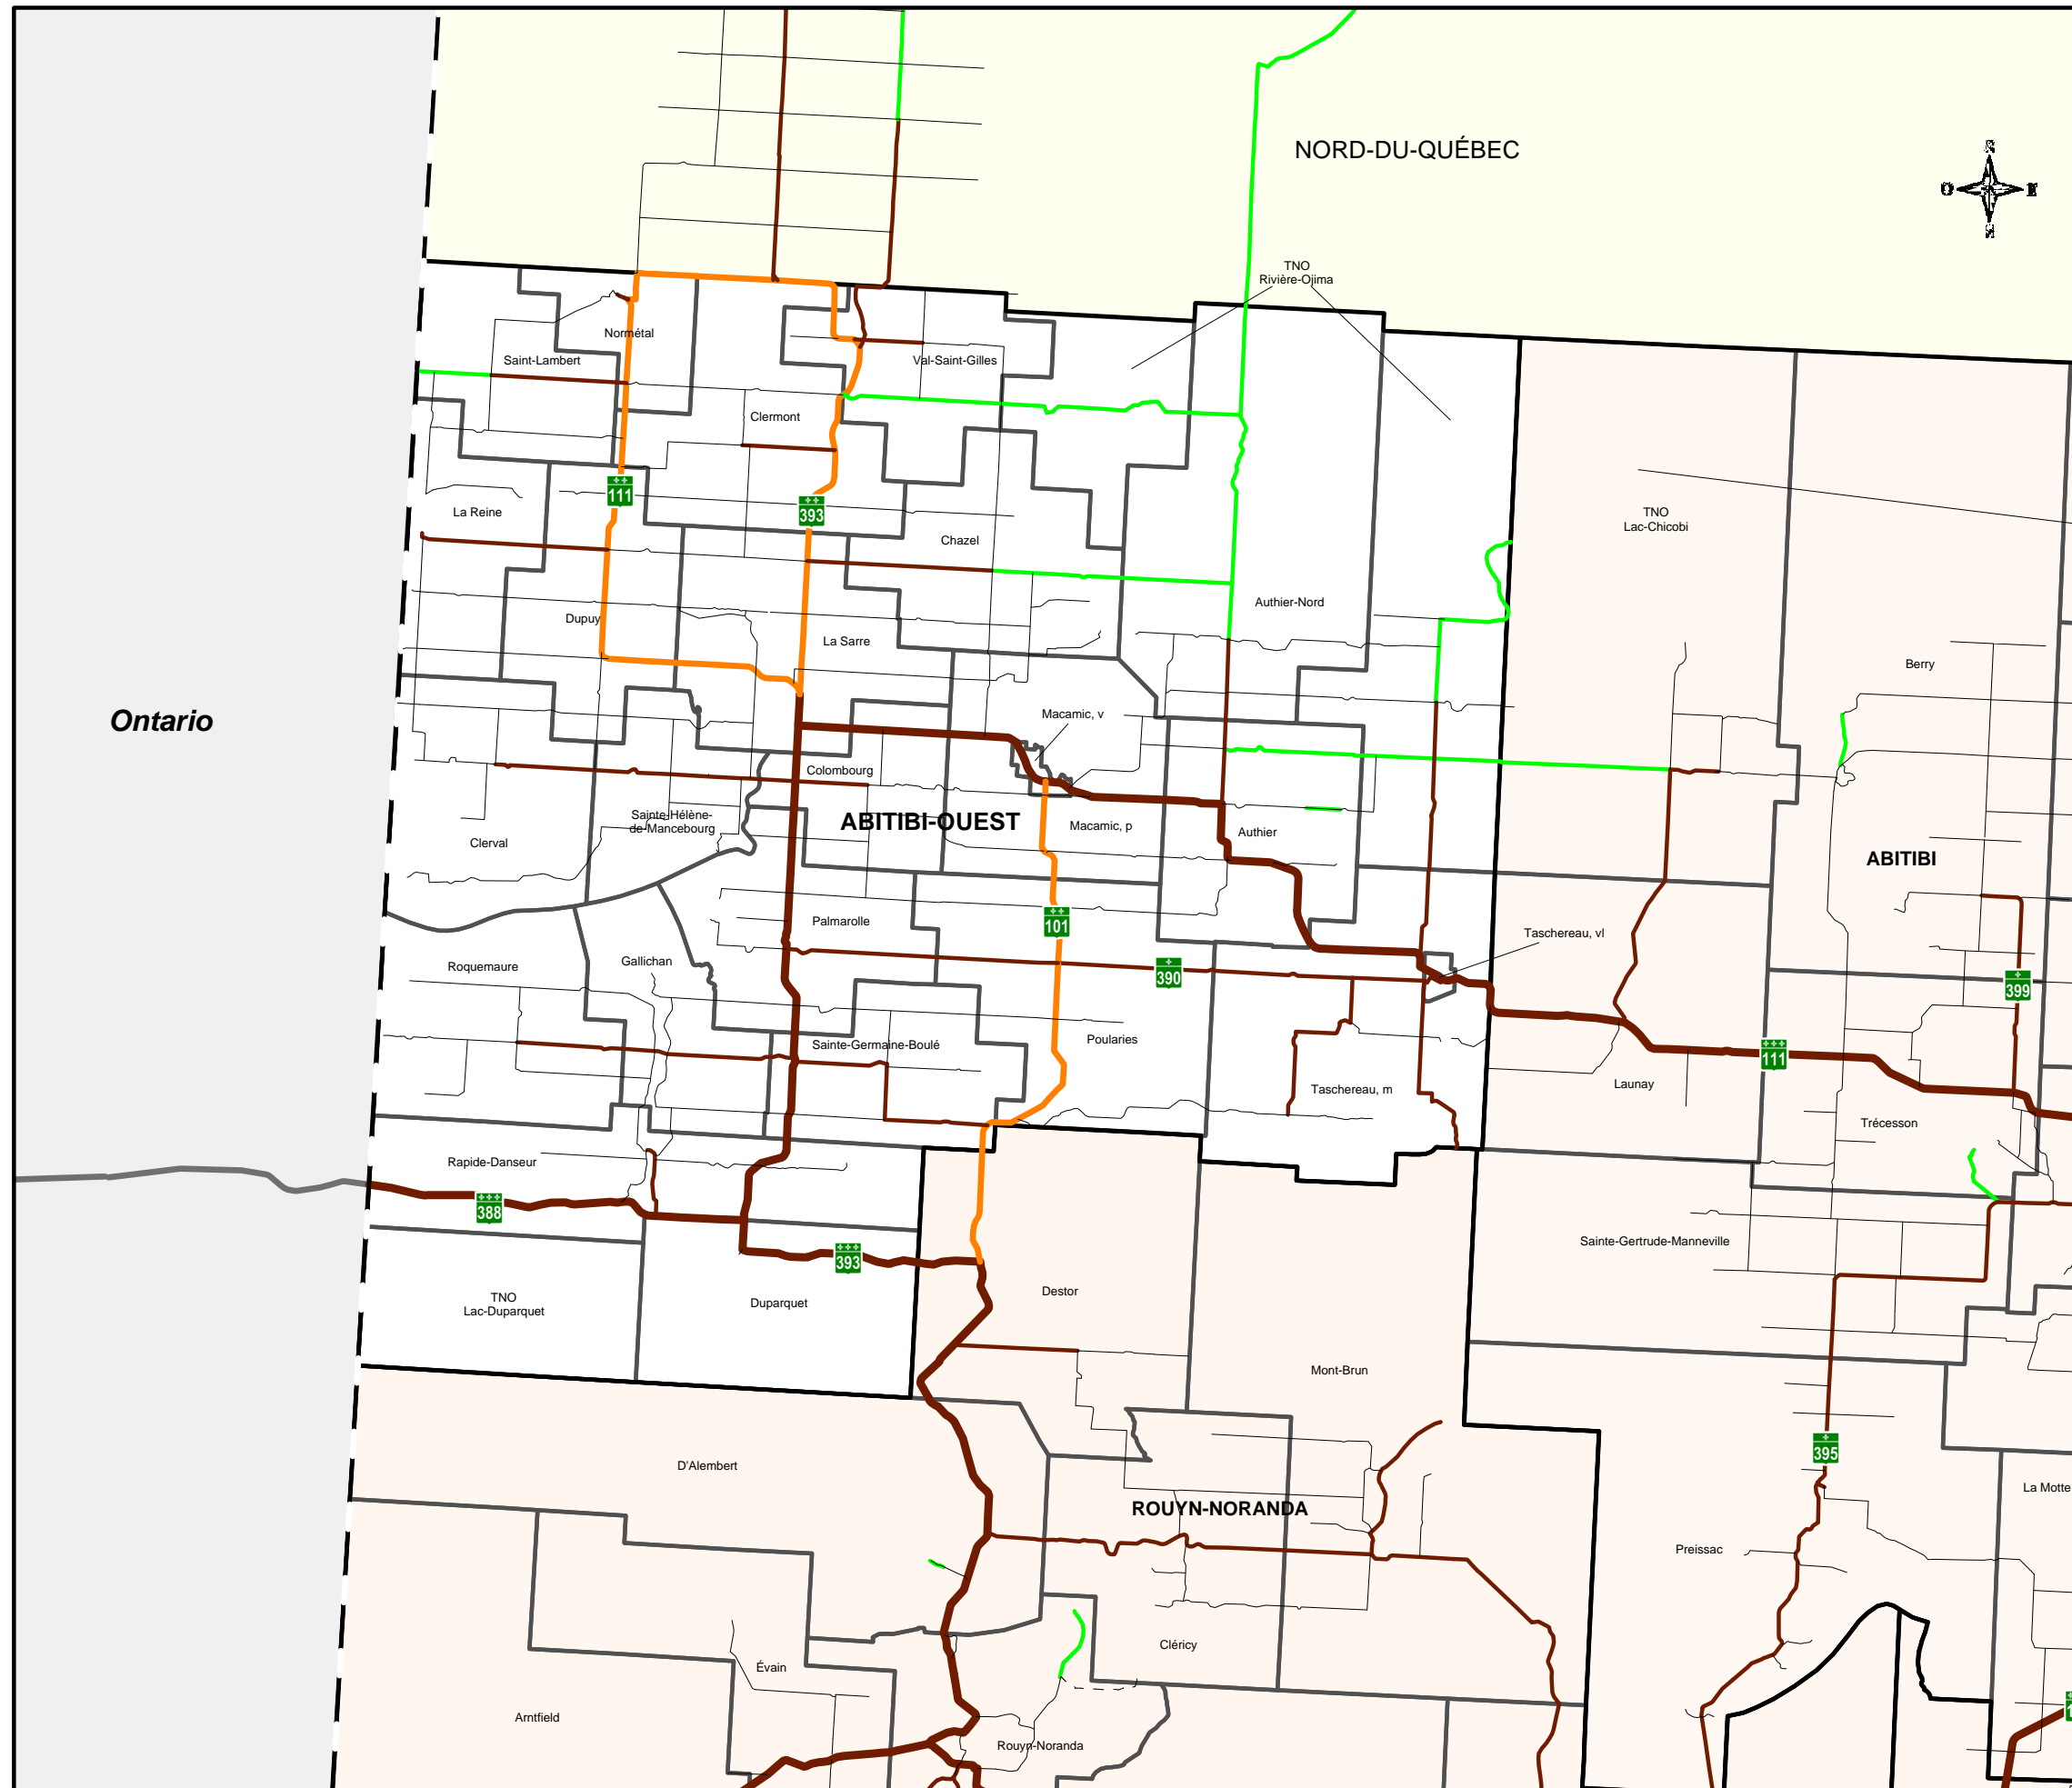 NORD-DU-QUÉBEC
N
O
E
S
TNO
Rivière-Ojima
Normétal
Saint-Lambert
Val-Saint-Gilles
Clermont
111
393
La Reine
TNO
Lac-Chicobi
Chazel
Authier-Nord
Dupuy
La Sarre
Berry
Ontario
Macamic, v
Colombourg
Sainte-Hélène-
de-Mancebourg
ABITIBI-OUEST
Macamic, p
Authier
Clerval
ABITIBI
Palmarolle
101
Taschereau, vl
Roquemaure
Gallichan
390
399
Sainte-Germaine-Boulé
Poularies
111
Launay
Taschereau, m
Trécesson
Rapide-Danseur
388
Sainte-Gertrude-Manneville
393
TNO
Lac-Duparquet
Duparquet
Destor
Mont-Brun
D'Alembert
395
La Motte
ROUYN-NORANDA
Preissac
Cléricy
Évain
Arntfield
Rouyn-Noranda